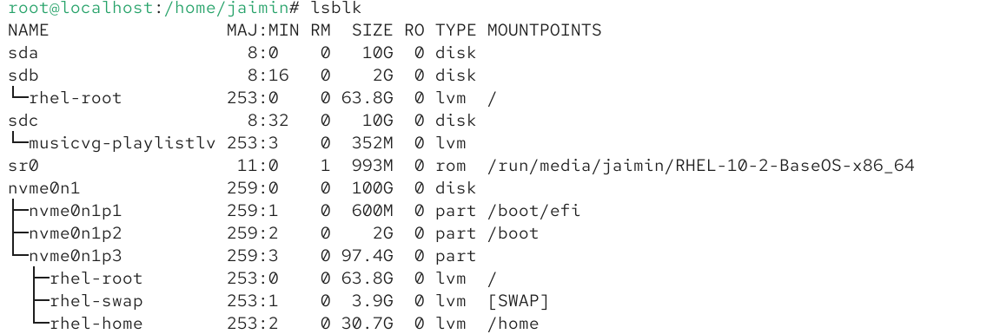 root@localhost:/home/jaimin# lsblk
NAME                 MAJ:MIN RM  SIZE RO TYPE MOUNTPOINTS
sda                    8:0    0   10G  0 disk
sdb                    8:16   0    2G  0 disk
└─rhel-root          253:0    0 63.8G  0 lvm  /
sdc                    8:32   0   10G  0 disk
└─musicvg-playlistlv 253:3    0  352M  0 lvm
sr0                   11:0    1  993M  0 rom  /run/media/jaimin/RHEL-10-2-BaseOS-x86_64
nvme0n1              259:0    0  100G  0 disk
├─nvme0n1p1          259:1    0  600M  0 part /boot/efi
├─nvme0n1p2          259:2    0    2G  0 part /boot
└─nvme0n1p3          259:3    0 97.4G  0 part
  ├─rhel-root        253:0    0 63.8G  0 lvm  /
  ├─rhel-swap        253:1    0  3.9G  0 lvm  [SWAP]
  └─rhel-home        253:2    0 30.7G  0 lvm  /home